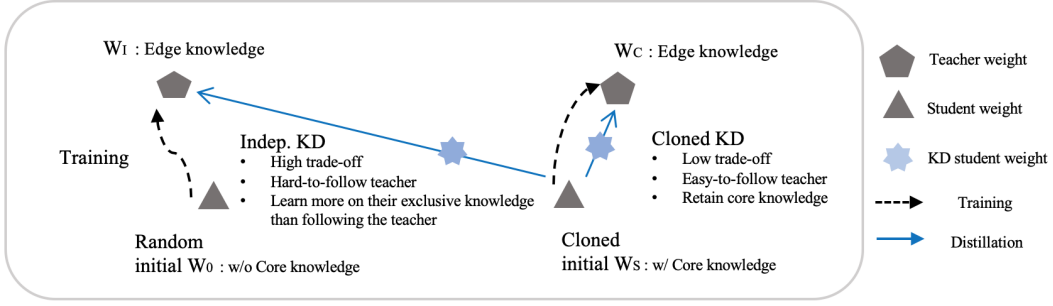 WI : Edge knowledge
Training
Indep. KD
• High trade-off
• Hard-to-follow teacher
• Learn more on their exclusive knowledge
than following the teacher
Random
initial W0 : w/o Core knowledge
WC : Edge knowledge
Cloned KD
• Low trade-off
• Easy-to-follow teacher
• Retain core knowledge
Cloned
initial WS : w/ Core knowledge
Teacher weight
Student weight
KD student weight
Training
Distillation